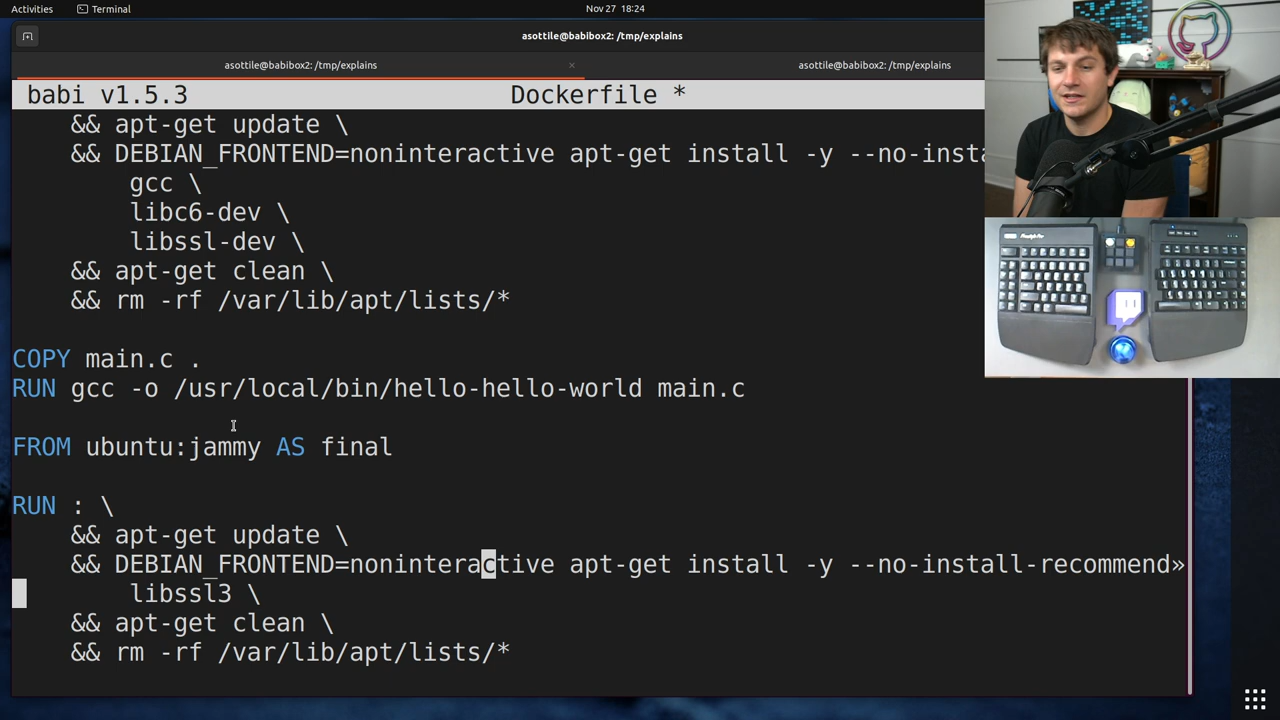 Activities Terminal Nov 27 18:24
asottile@babibox2: /tmp/explains
asottile@babibox2: /tmp/explains × asottile@babibox2: /tmp/explains
babi v1.5.3 Dockerfile *
&& apt-get update \
&& DEBIAN_FRONTEND=noninteractive apt-get install -y --no-insta
gcc \
libc6-dev \
libssl-dev \
&& apt-get clean \
&& rm -rf /var/lib/apt/lists/*
COPY main.c .
RUN gcc -o /usr/local/bin/hello-hello-world main.c
FROM ubuntu:jammy AS final
RUN : \
&& apt-get update \
&& DEBIAN_FRONTEND=noninteractive apt-get install -y --no-install-recommend»
libssl3 \
&& apt-get clean \
&& rm -rf /var/lib/apt/lists/*